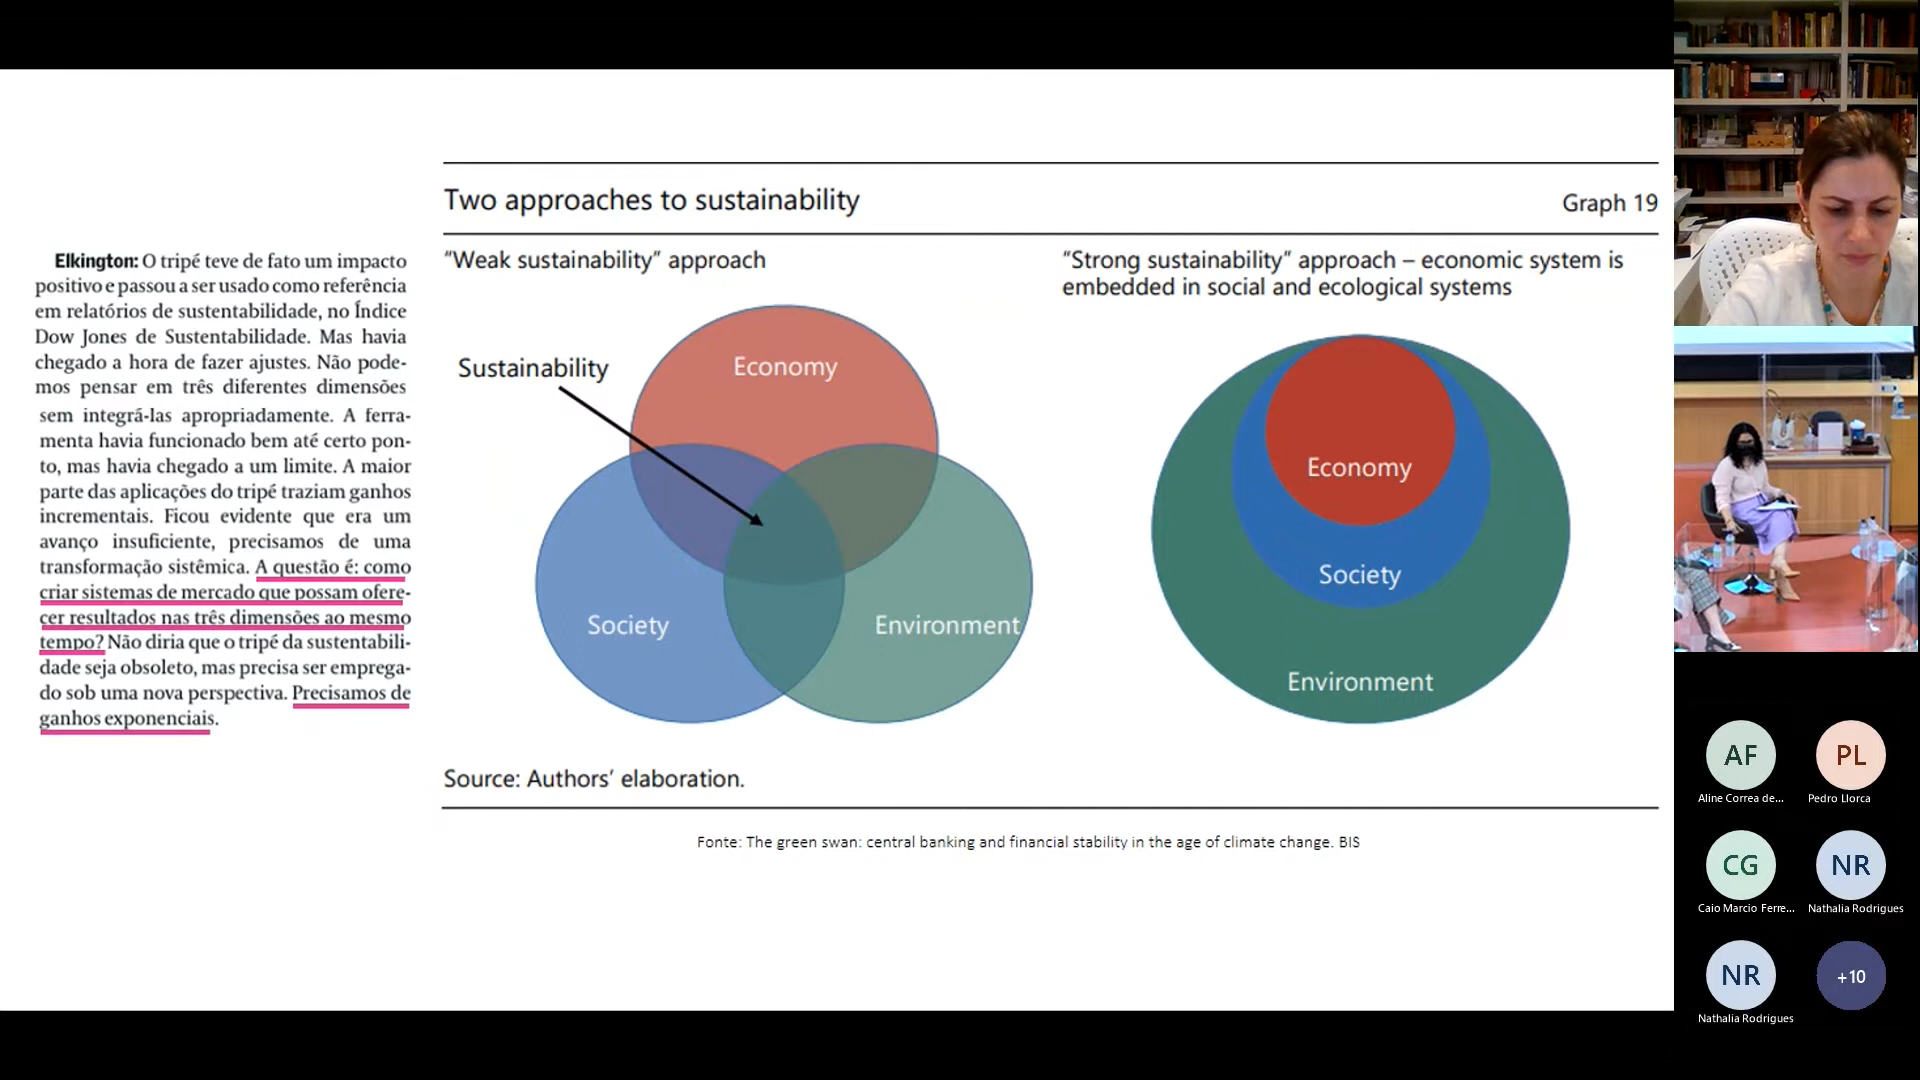 Elkington: O tripé teve de fato um impacto
positivo e passou a ser usado como referência
em relatórios de sustentabilidade, no Índice
Dow Jones de Sustentabilidade. Mas havia
chegado a hora de fazer ajustes. Não pode-
mos pensar em três diferentes dimensões
sem integrá-las apropriadamente. A ferra-
menta havia funcionado bem até certo pon-
to, mas havia chegado a um limite. A maior
parte das aplicações do tripé traziam ganhos
incrementais. Ficou evidente que era um
avanço insuficiente, precisamos de uma
transformação sistêmica. A questão é: como
criar sistemas de mercado que possam ofere-
cer resultados nas três dimensões ao mesmo
tempo? Não diria que o tripé da sustentabili-
dade seja obsoleto, mas precisa ser emprega-
do sob uma nova perspectiva. Precisamos de
ganhos exponenciais.
Two approaches to sustainability
Graph 19
“Weak sustainability” approach
Sustainability
Economy
Society
Environment
“Strong sustainability” approach – economic system is
embedded in social and ecological systems
Economy
Society
Environment
Source: Authors’ elaboration.
Fonte: The green swan: central banking and financial stability in the age of climate change. BIS
AF
Aline Correa de...
PL
Pedro Llorca
CG
Caio Marcio Ferre...
NR
Nathalia Rodrigues
NR
Nathalia Rodrigues
+10